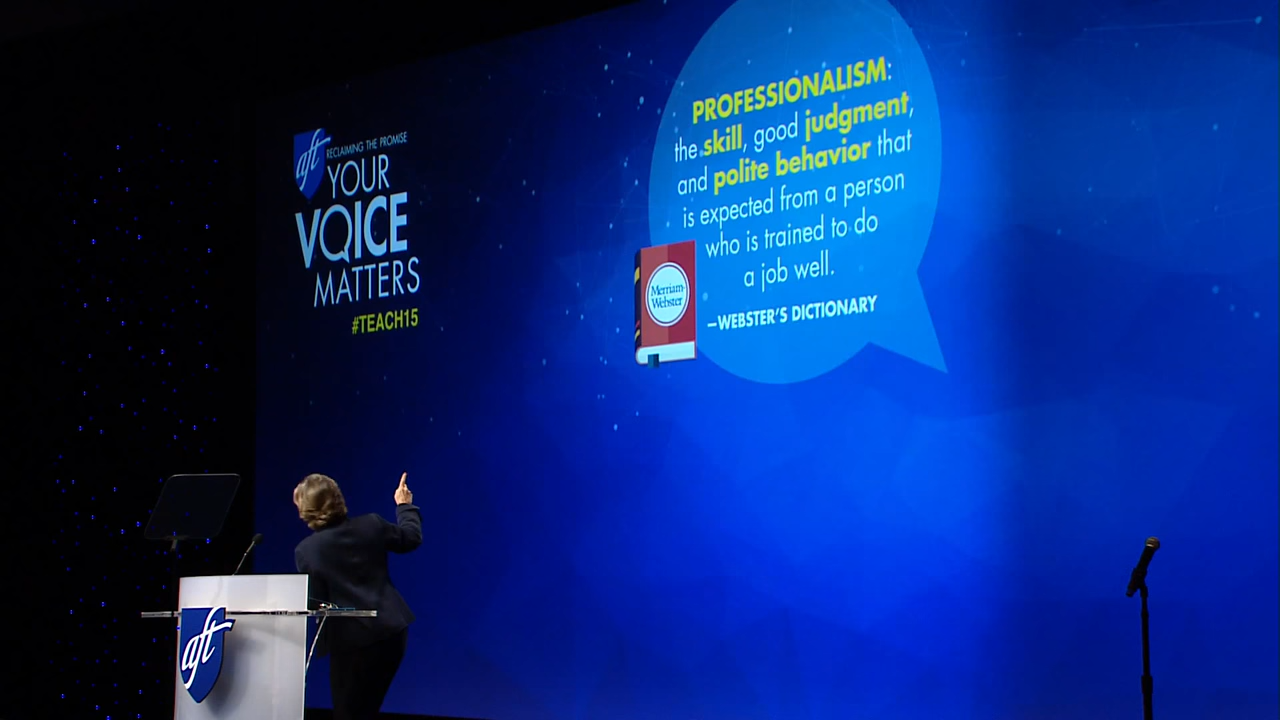 aft
RECLAIMING THE PROMISE
YOUR
VOICE
MATTERS
#TEACH15
PROFESSIONALISM:
the skill, good judgment,
and polite behavior that
is expected from a person
who is trained to do
a job well.
—WEBSTER'S DICTIONARY
Merriam-
Webster
aft